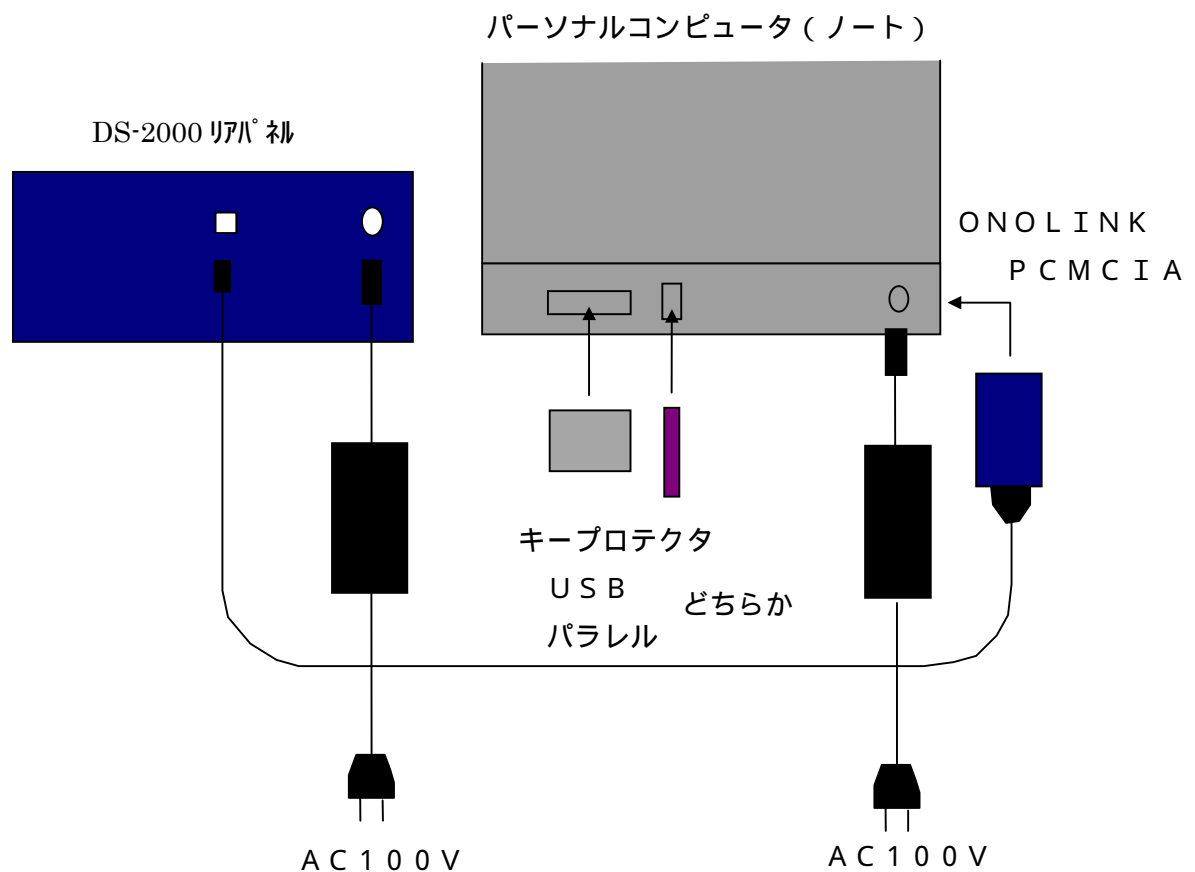 パーソナルコンピュータ（ノート）
DS-2000 ﾘｱﾊﾟﾈﾙ
ＯＮＯＬＩＮＫ
ＰＣＭＣＩＡ
キープロテクタ
ＵＳＢ
どちらか
パラレル
ＡＣ１００Ｖ
ＡＣ１００Ｖ